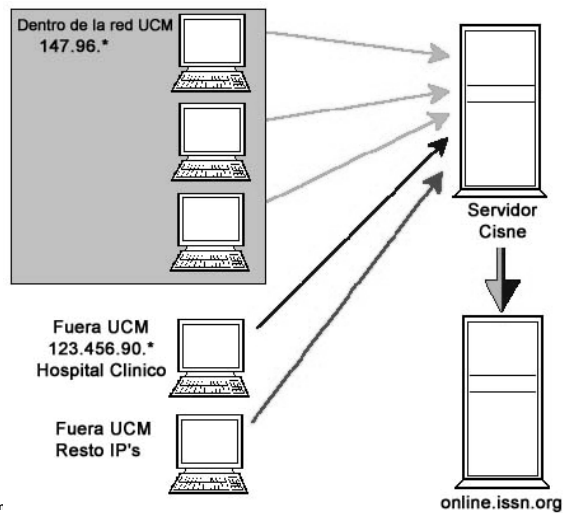 Dentro de la red UCM
147.96.*
Servidor
Cisne
Fuera UCM
123.456.90.*
Hospital Clinico
Fuera UCM
Resto IP's
online.issn.org
r